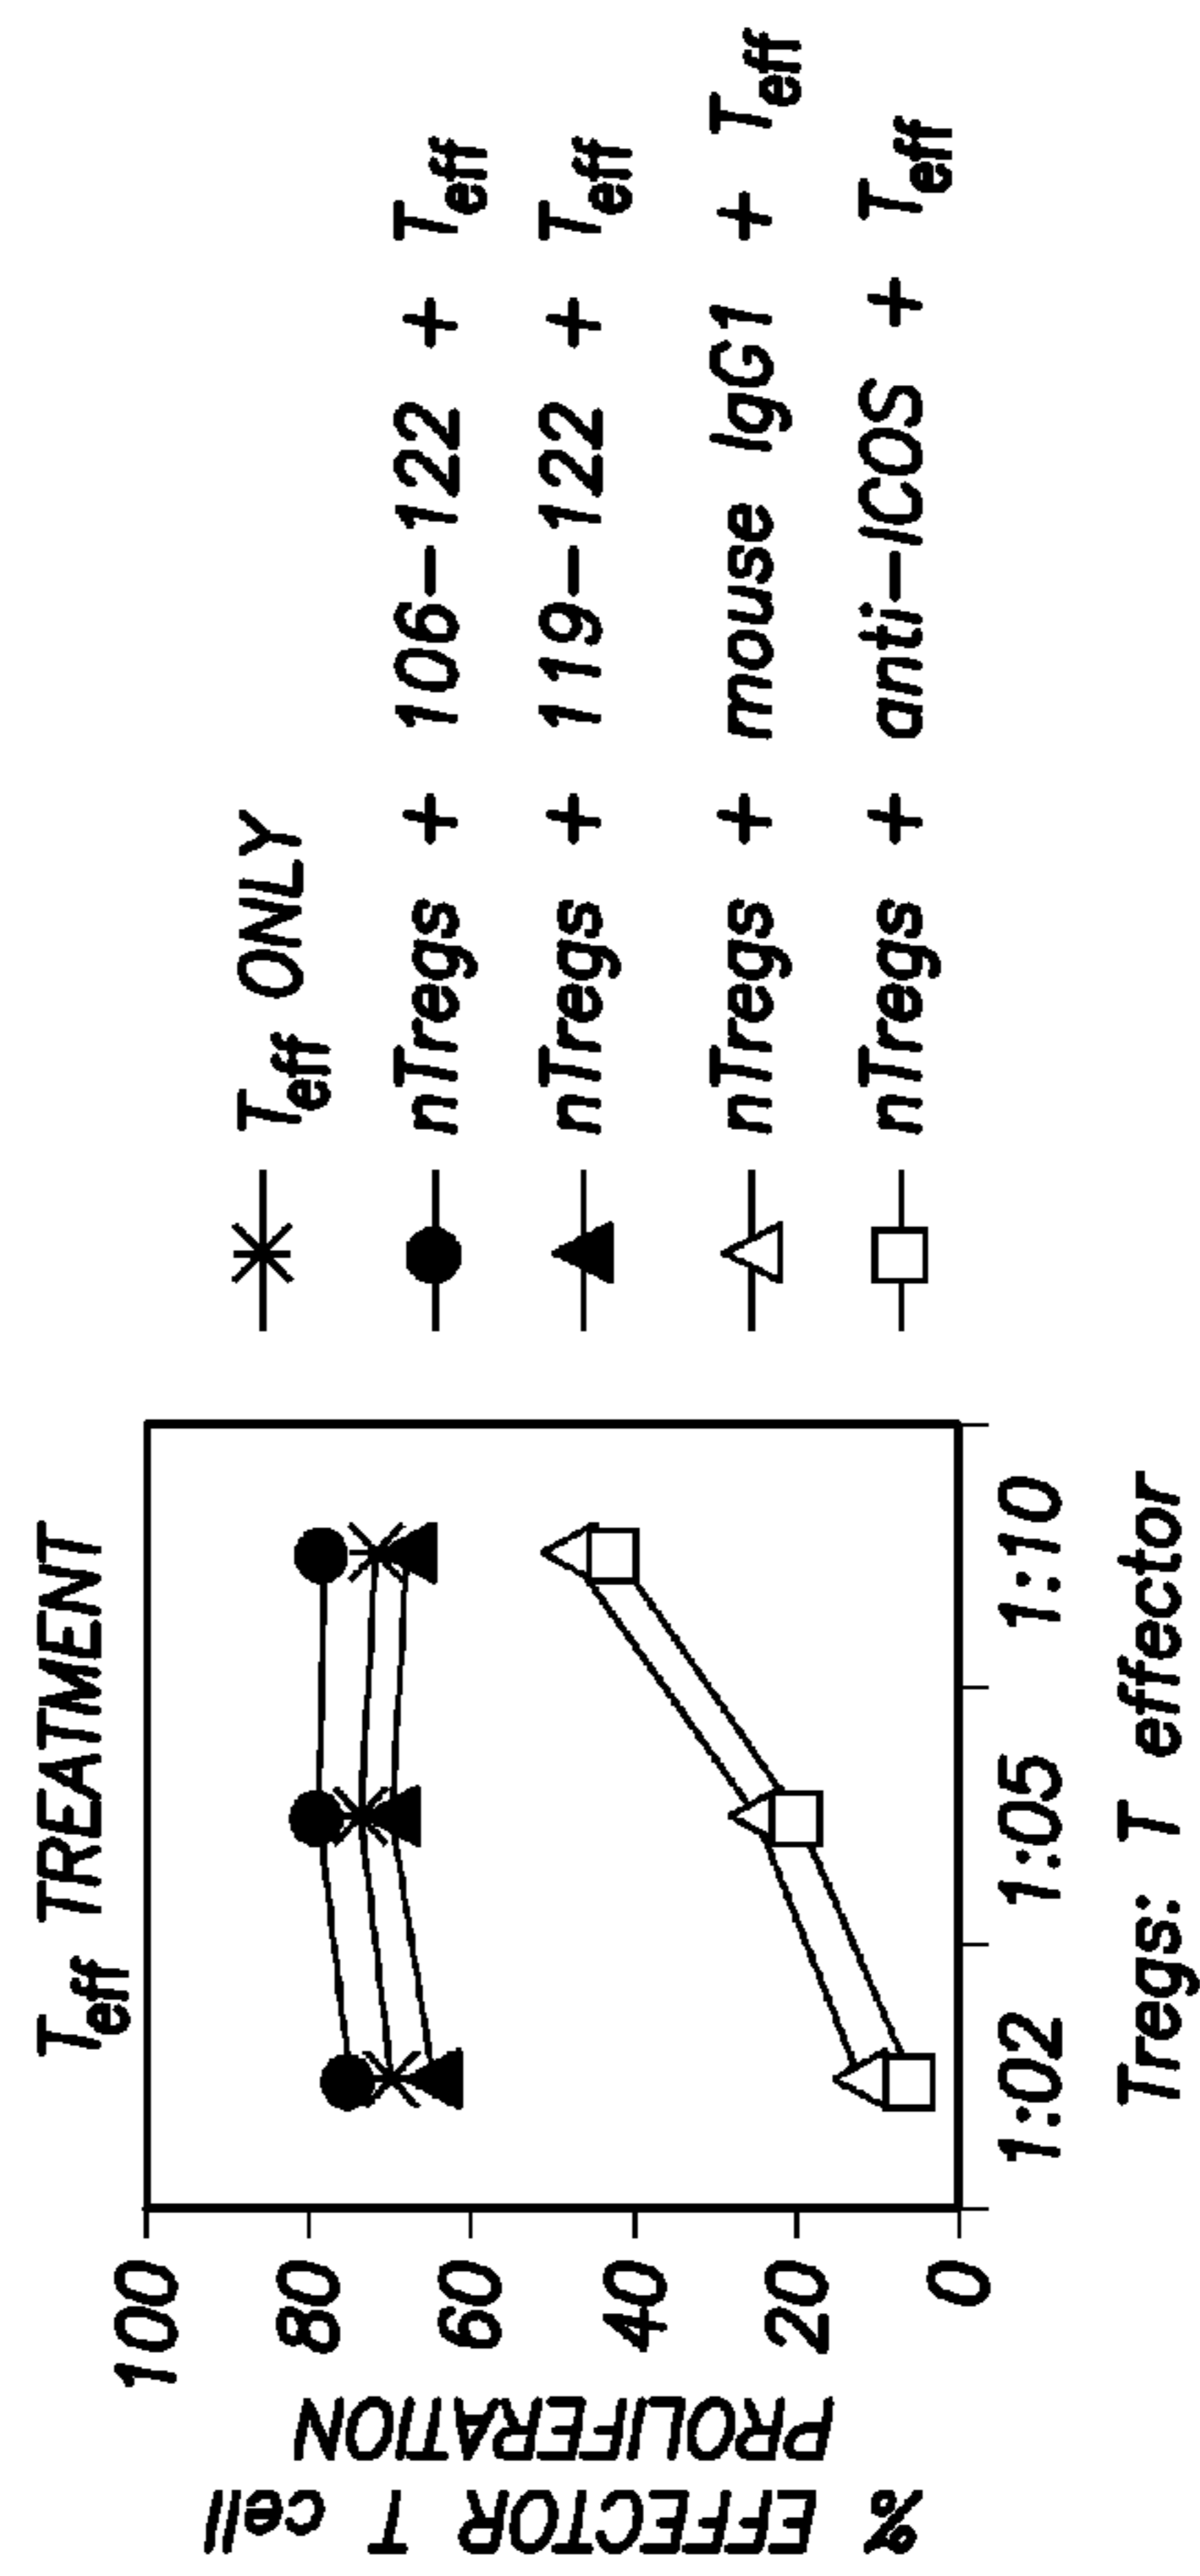 T_eff TREATMENT
% EFFECTOR T cell
PROLIFERATION
100
80
60
40
20
0
1:02 1:05 1:10
Tregs: T effector
T_eff ONLY
nTregs + 106-122 + T_eff
nTregs + 119-122 + T_eff
nTregs + mouse IgG1 + T_eff
nTregs + anti-ICOS + T_eff